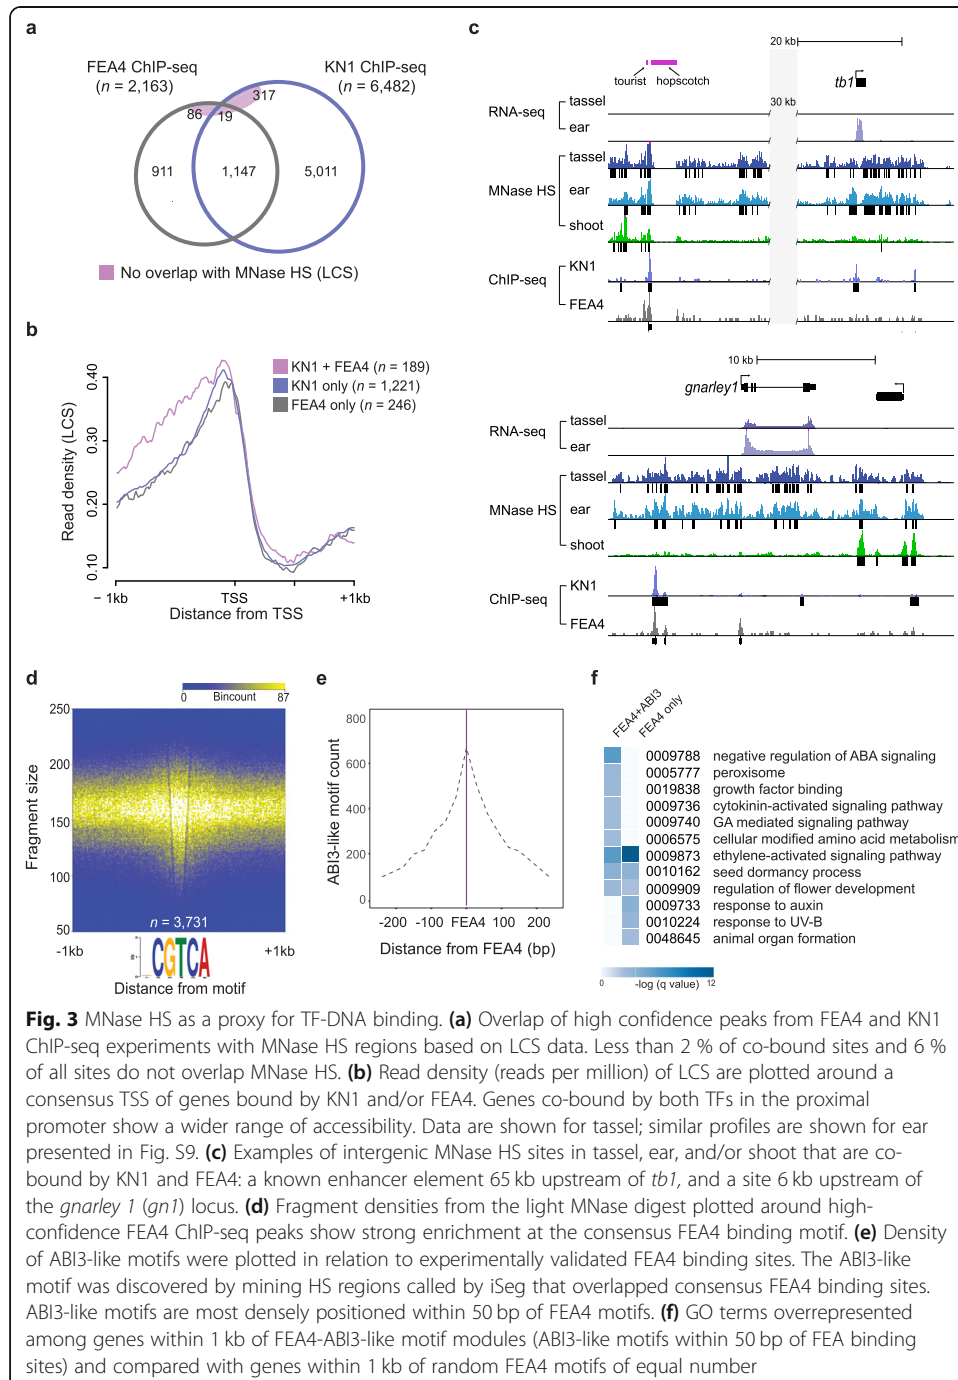 a
FEA4 ChIP-seq
(n = 2,163)
KN1 ChIP-seq
(n = 6,482)
317
86
19
911
1,147
5,011
No overlap with MNase HS (LCS)
b
KN1 + FEA4 (n = 189)
KN1 only (n = 1,221)
FEA4 only (n = 246)
Read density (LCS)
0.40
0.30
0.20
0.10
− 1kb
TSS
+1kb
Distance from TSS
c
20 kb
tourist
hopscotch
tb1
30 kb
RNA-seq
tassel
ear
MNase HS
tassel
ear
shoot
ChIP-seq
KN1
FEA4
10 kb
gnarley1
RNA-seq
tassel
ear
MNase HS
tassel
ear
shoot
ChIP-seq
KN1
FEA4
d
0
Bincount
87
Fragment size
250
200
150
100
50
n = 3,731
-1kb
+1kb
CGTCA
Distance from motif
e
ABI3-like motif count
800
600
400
200
0
-200
-100
FEA4
100
200
Distance from FEA4 (bp)
f
FEA4+ABI3
FEA4 only
0009788 negative regulation of ABA signaling
0005777 peroxisome
0019838 growth factor binding
0009736 cytokinin-activated signaling pathway
0009740 GA mediated signaling pathway
0006575 cellular modified amino acid metabolism
0009873 ethylene-activated signaling pathway
0010162 seed dormancy process
0009909 regulation of flower development
0009733 response to auxin
0010224 response to UV-B
0048645 animal organ formation
0
-log (q value)
12
Fig. 3 MNase HS as a proxy for TF-DNA binding. (a) Overlap of high confidence peaks from FEA4 and KN1
ChIP-seq experiments with MNase HS regions based on LCS data. Less than 2 % of co-bound sites and 6 %
of all sites do not overlap MNase HS. (b) Read density (reads per million) of LCS are plotted around a
consensus TSS of genes bound by KN1 and/or FEA4. Genes co-bound by both TFs in the proximal
promoter show a wider range of accessibility. Data are shown for tassel; similar profiles are shown for ear
presented in Fig. S9. (c) Examples of intergenic MNase HS sites in tassel, ear, and/or shoot that are co-
bound by KN1 and FEA4: a known enhancer element 65 kb upstream of tb1, and a site 6 kb upstream of
the gnarley 1 (gn1) locus. (d) Fragment densities from the light MNase digest plotted around high-
confidence FEA4 ChIP-seq peaks show strong enrichment at the consensus FEA4 binding motif. (e) Density
of ABI3-like motifs were plotted in relation to experimentally validated FEA4 binding sites. The ABI3-like
motif was discovered by mining HS regions called by iSeg that overlapped consensus FEA4 binding sites.
ABI3-like motifs are most densely positioned within 50 bp of FEA4 motifs. (f) GO terms overrepresented
among genes within 1 kb of FEA4-ABI3-like motif modules (ABI3-like motifs within 50 bp of FEA binding
sites) and compared with genes within 1 kb of random FEA4 motifs of equal number